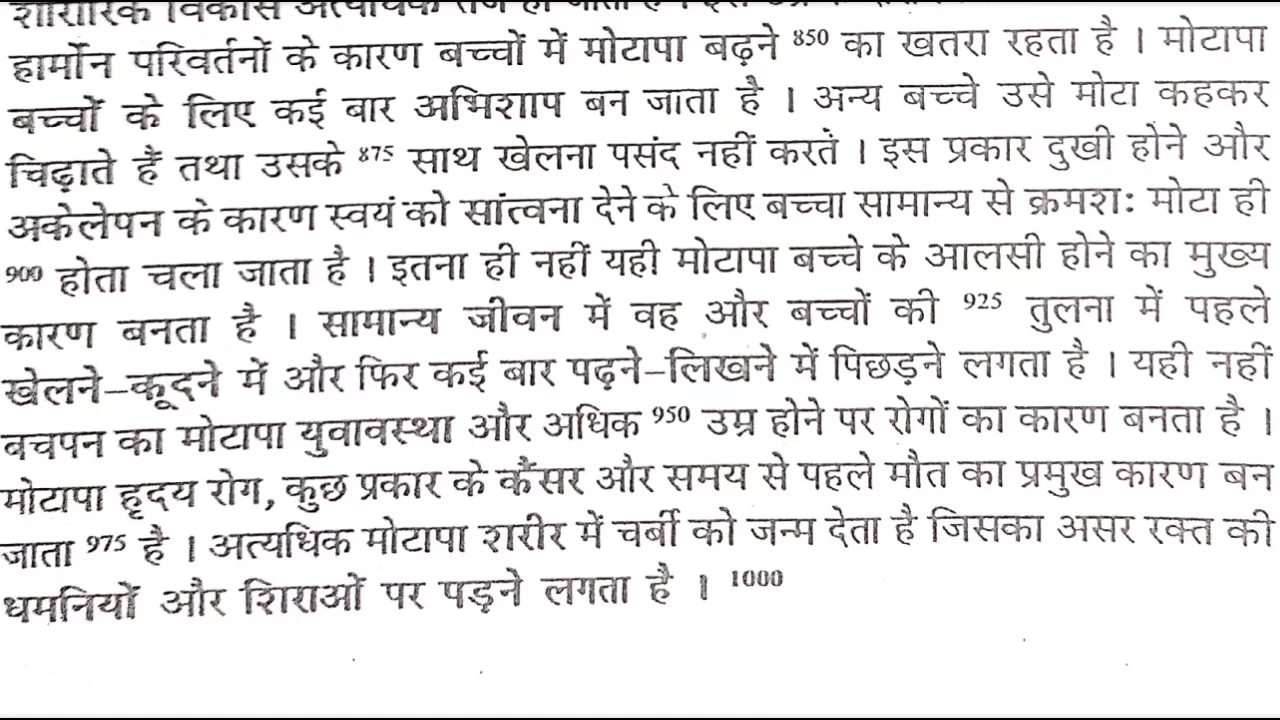 शारीरिक विकास अत्यधिक तेज हो जाता है
हार्मोन परिवर्तनों के कारण बच्चों में मोटापा बढ़ने 850 का खतरा रहता है । मोटापा
बच्चों के लिए कई बार अभिशाप बन जाता है । अन्य बच्चे उसे मोटा कहकर
चिढ़ाते हैं तथा उसके 875 साथ खेलना पसंद नहीं करते । इस प्रकार दुखी होने और
अकेलेपन के कारण स्वयं को सांत्वना देने के लिए बच्चा सामान्य से क्रमशः मोटा ही
900 होता चला जाता है । इतना ही नहीं यही मोटापा बच्चे के आलसी होने का मुख्य
कारण बनता है । सामान्य जीवन में वह और बच्चों की 925 तुलना में पहले
खेलने–कूदने में और फिर कई बार पढ़ने–लिखने में पिछड़ने लगता है । यही नहीं
बचपन का मोटापा युवावस्था और अधिक 950 उम्र होने पर रोगों का कारण बनता है ।
मोटापा हृदय रोग, कुछ प्रकार के कैंसर और समय से पहले मौत का प्रमुख कारण बन
जाता 975 है । अत्यधिक मोटापा शरीर में चर्बी को जन्म देता है जिसका असर रक्त की
धमनियों और शिराओं पर पड़ने लगता है । 1000